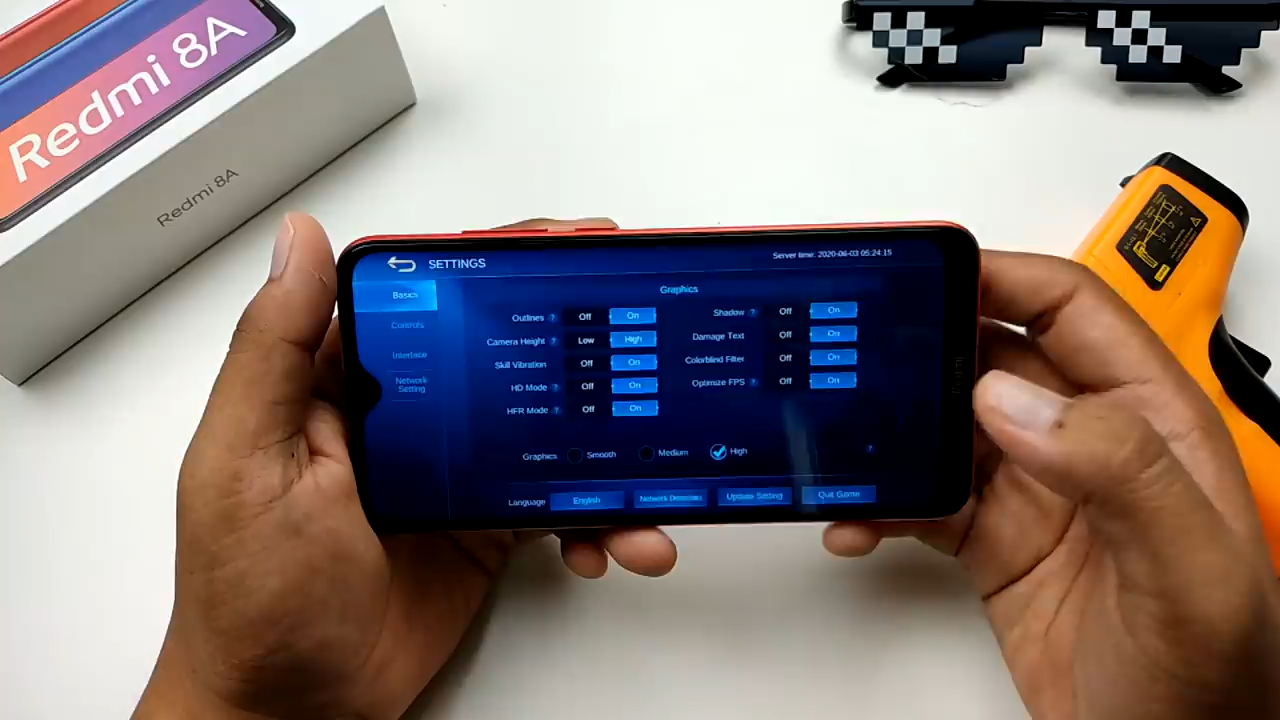 Redmi 8A
Redmi 8A
SETTINGS
Server time: 2020-06-03 05:24:15
Basics
Controls
Interface
Network
Setting
Graphics
Outlines ? Off On
Shadow ? Off On
Camera Height ? Low High
Damage Text Off On
Skill Vibration Off On
Colorblind Filter Off On
HD Mode ? Off On
Optimize FPS ? Off On
HFR Mode ? Off On
Graphics Smooth Medium High ?
Language English Network Detection Update Setting Quit Game